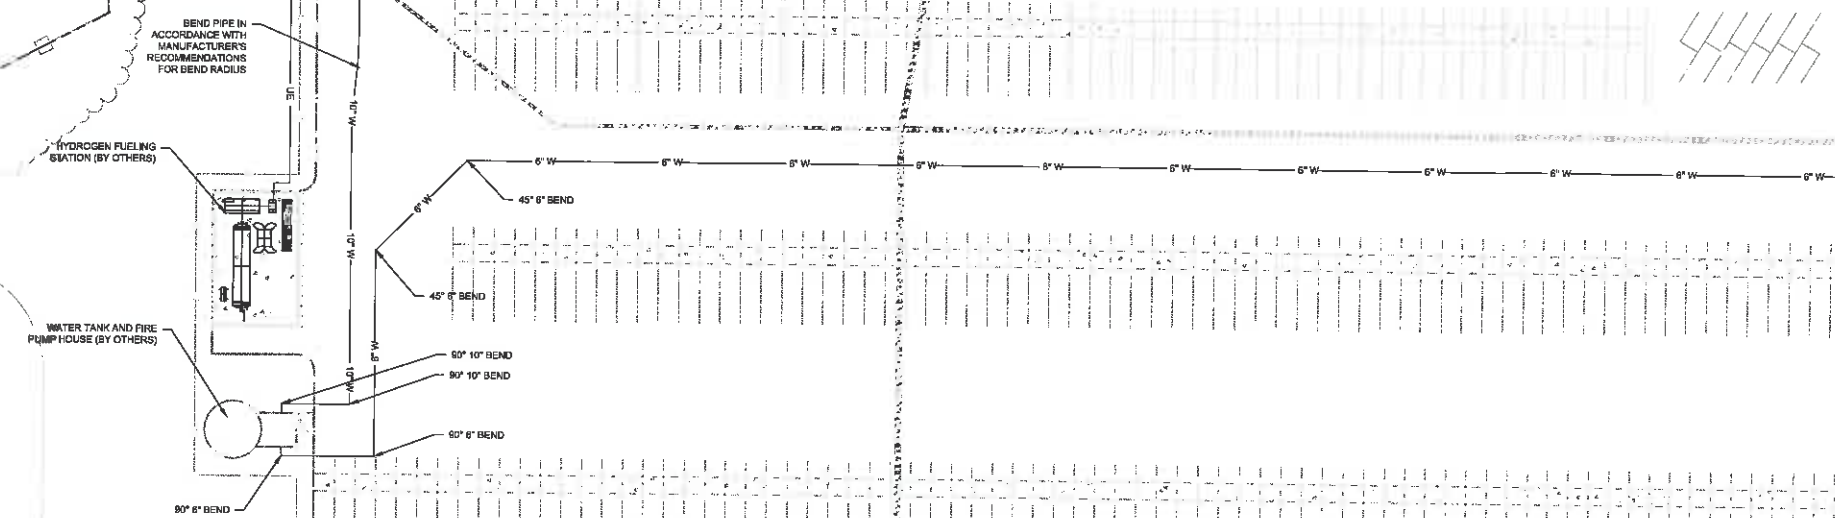 BEND PIPE IN
ACCORDANCE WITH
MANUFACTURER'S
RECOMMENDATIONS
FOR BEND RADIUS
UE
10" W
HYDROGEN FUELING
STATION (BY OTHERS)
6" W
6" W
6" W
6" W
6" W
6" W
6" W
6" W
6" W
6" W
6" W
6" W
45° 6" BEND
10" W
45° 6" BEND
WATER TANK AND FIRE
PUMP HOUSE (BY OTHERS)
6" W
10" W
90° 10" BEND
90° 10" BEND
90° 6" BEND
90° 6" BEND